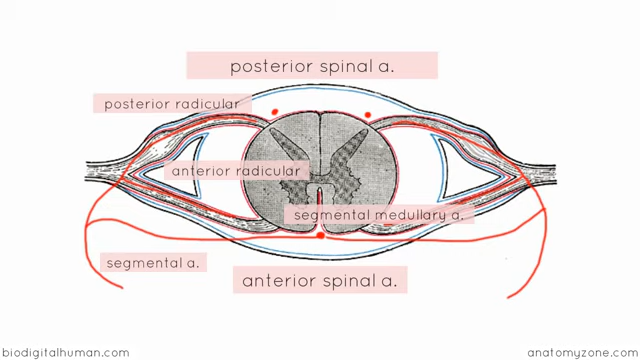 posterior spinal a.
posterior radicular
anterior radicular
segmental medullary a.
segmental a.
anterior spinal a.
biodigitalhuman.com
anatomyzone.com